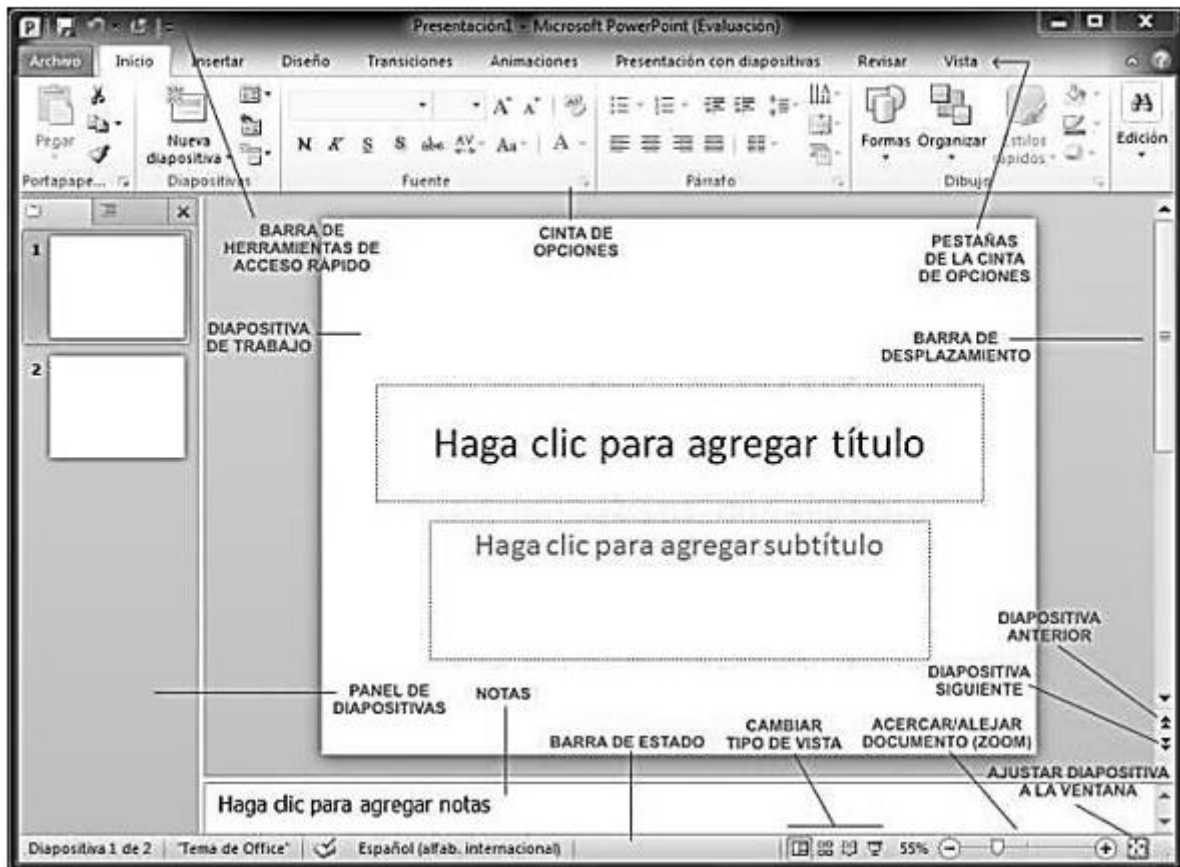 Presentación1 - Microsoft PowerPoint (Evaluación)
Archivo Inicio Insertar Diseño Transiciones Animaciones Presentación con diapositivas Revisar Vista
Pegar
Nueva
diapositiva
N K S S abc AV Aa A
Formas Organizar Estilos
rápidos
Edición
Portapape... Diapositivas Fuente Párrafo Dibujo
BARRA DE
HERRAMIENTAS DE
ACCESO RÁPIDO
CINTA DE
OPCIONES
PESTAÑAS
DE LA CINTA
DE OPCIONES
1
DIAPOSITIVA
DE TRABAJO
BARRA DE
DESPLAZAMIENTO
2
Haga clic para agregar título
Haga clic para agregar subtítulo
DIAPOSITIVA
ANTERIOR
DIAPOSITIVA
SIGUIENTE
PANEL DE
DIAPOSITIVAS
NOTAS
BARRA DE ESTADO
CAMBIAR
TIPO DE VISTA
ACERCAR/ALEJAR
DOCUMENTO (ZOOM)
AJUSTAR DIAPOSITIVA
A LA VENTANA
Haga clic para agregar notas
Diapositiva 1 de 2 "Tema de Office" Español (alfab. internacional) 55%